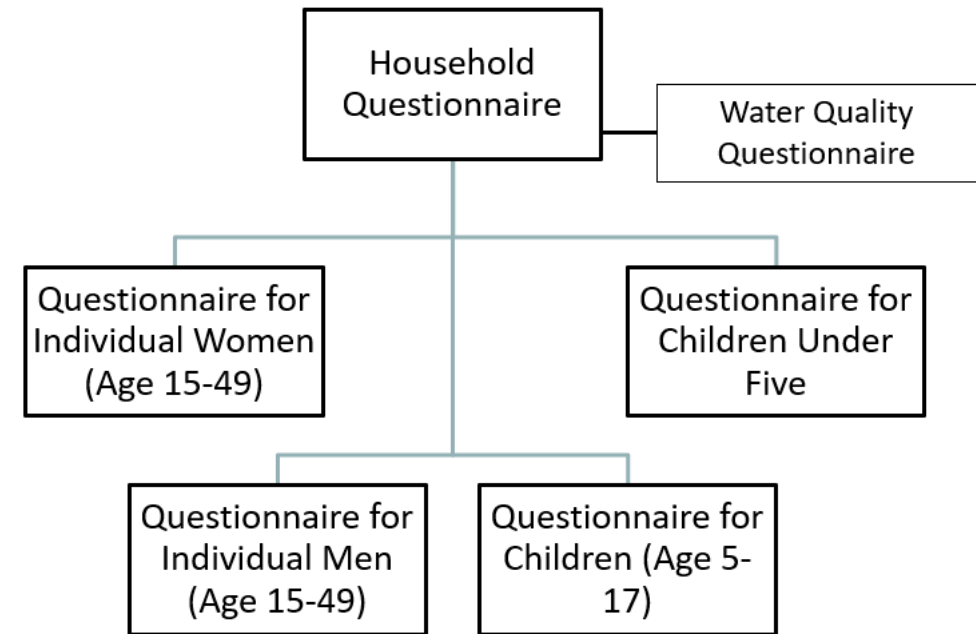 Household
Questionnaire
Water Quality
Questionnaire
Questionnaire for
Individual Women
(Age 15-49)
Questionnaire for
Children Under
Five
Questionnaire for
Individual Men
(Age 15-49)
Questionnaire for
Children (Age 5-
17)